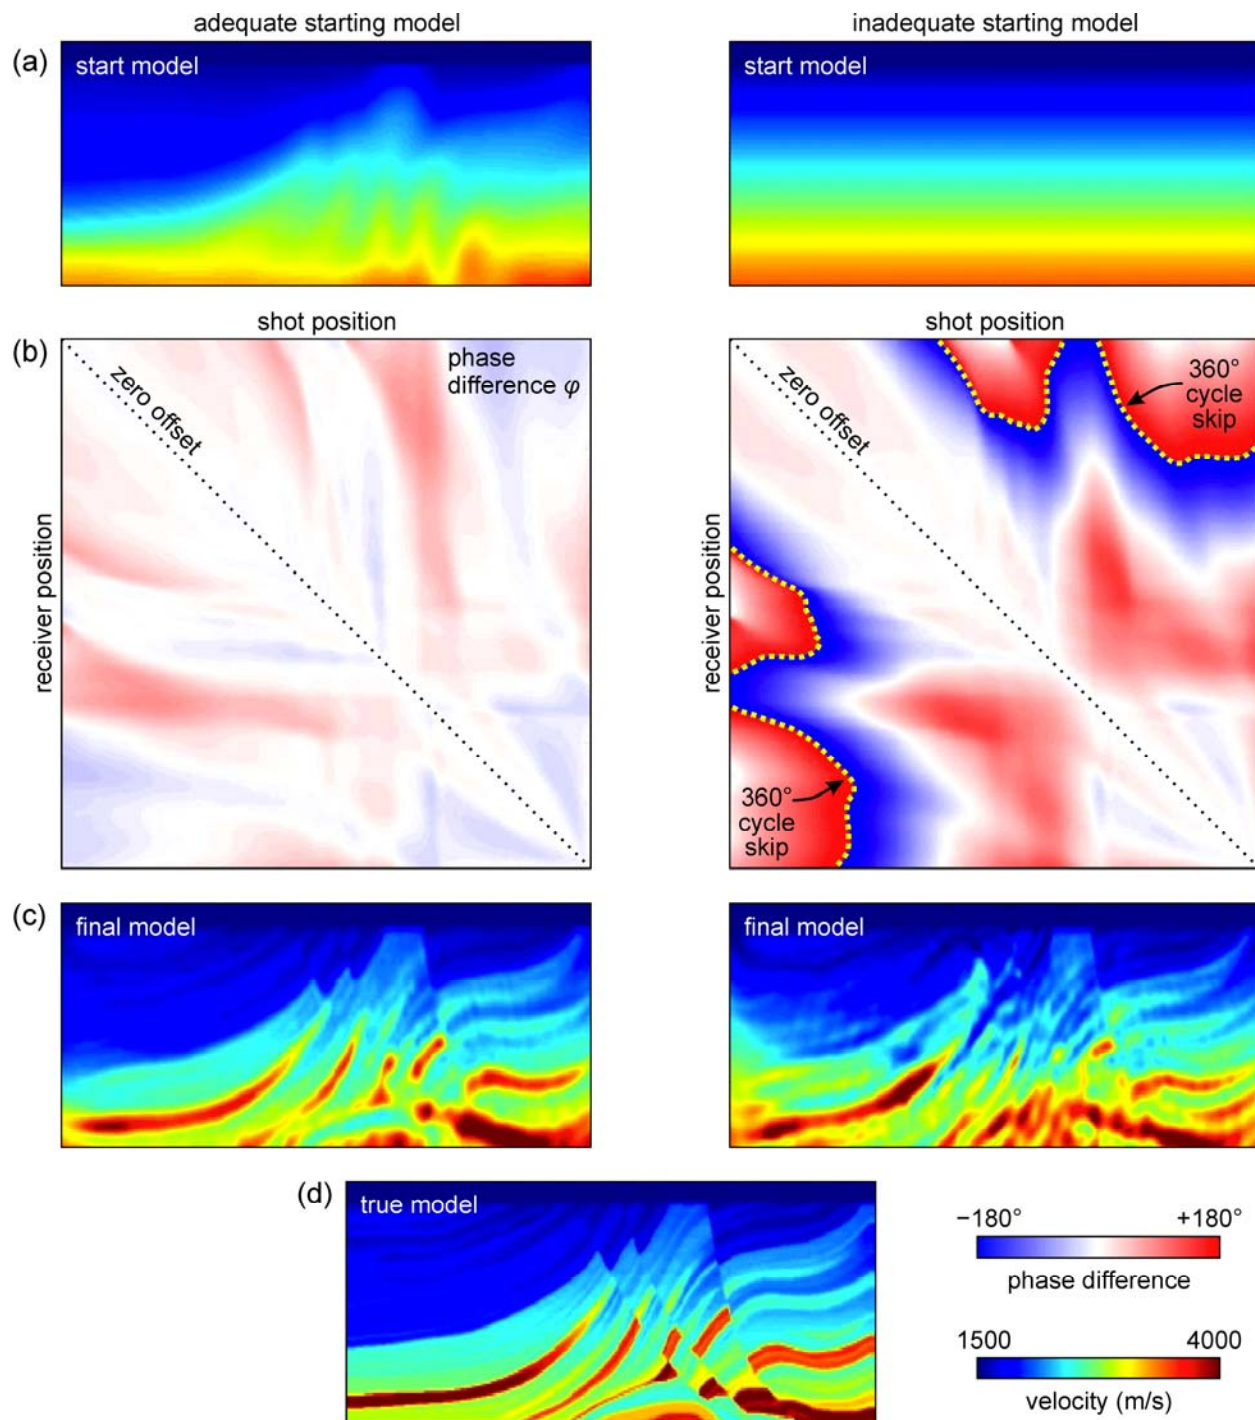 adequate starting model
inadequate starting model
(a)
start model
start model
shot position
shot position
(b)
phase
difference φ
zero offset
receiver position
360°
cycle
skip
zero offset
receiver position
360°
cycle
skip
(c)
final model
final model
(d)
true model
−180°
+180°
phase difference
1500
4000
velocity (m/s)